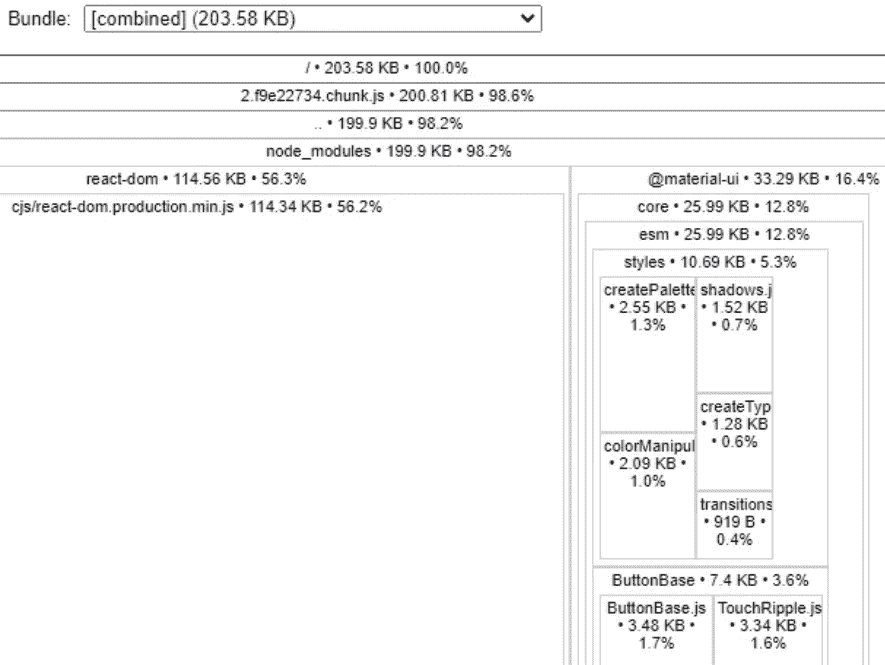 Bundle: [combined] (203.58 KB)
/ • 203.58 KB • 100.0%
2.f9e22734.chunk.js • 200.81 KB • 98.6%
.. • 199.9 KB • 98.2%
node_modules • 199.9 KB • 98.2%
react-dom • 114.56 KB • 56.3%
cjs/react-dom.production.min.js • 114.34 KB • 56.2%
@material-ui • 33.29 KB • 16.4%
core • 25.99 KB • 12.8%
esm • 25.99 KB • 12.8%
styles • 10.69 KB • 5.3%
createPalette
• 2.55 KB •
1.3%
shadows.j
• 1.52 KB
• 0.7%
colorManipul
• 2.09 KB •
1.0%
createTyp
• 1.28 KB
• 0.6%
transitions
• 919 B •
0.4%
ButtonBase • 7.4 KB • 3.6%
ButtonBase.js
• 3.48 KB •
1.7%
TouchRipple.js
• 3.34 KB •
1.6%